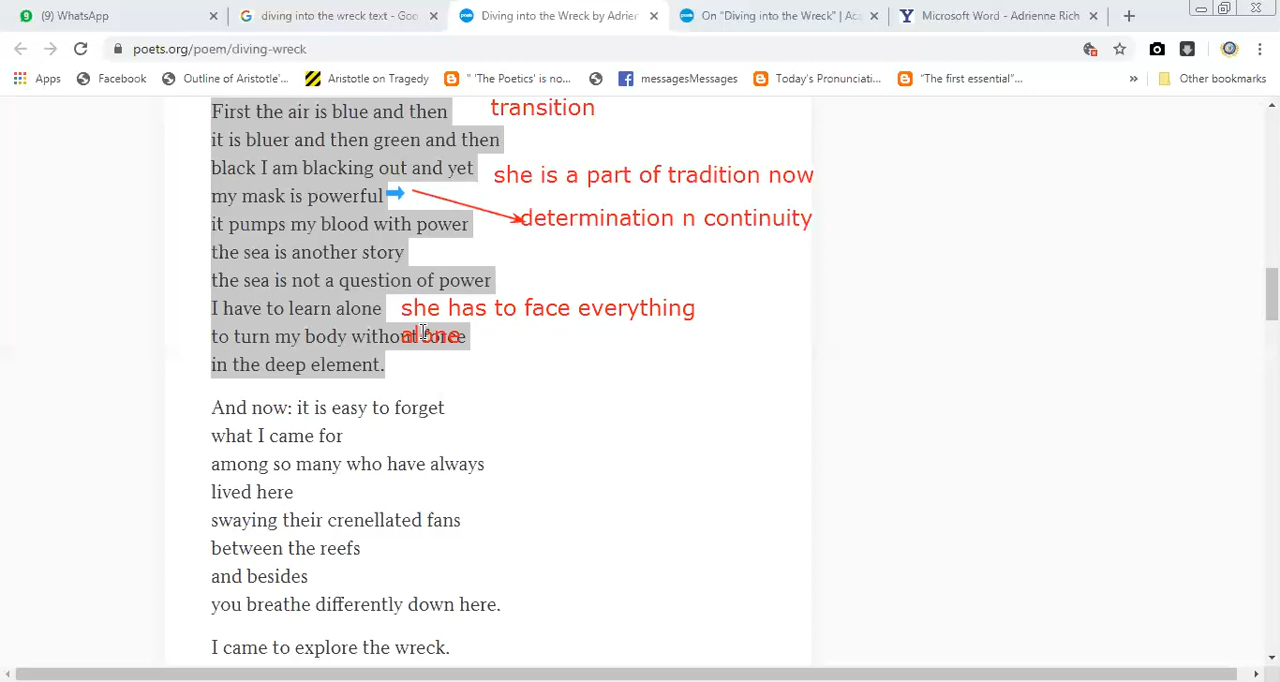 (9) WhatsApp
diving into the wreck text - Goo
Diving into the Wreck by Adrien
On "Diving into the Wreck" | Aca
Microsoft Word - Adrienne Rich
poets.org/poem/diving-wreck
Apps
Facebook
Outline of Aristotle'...
Aristotle on Tragedy
" 'The Poetics' is no...
messagesMessages
Today's Pronunciati...
"The first essential"...
»
Other bookmarks
First the air is blue and then
transition
it is bluer and then green and then
black I am blacking out and yet
she is a part of tradition now
my mask is powerful
determination n continuity
it pumps my blood with power
the sea is another story
the sea is not a question of power
I have to learn alone
she has to face everything
alone
to turn my body without force
in the deep element.
And now: it is easy to forget
what I came for
among so many who have always
lived here
swaying their crenellated fans
between the reefs
and besides
you breathe differently down here.
I came to explore the wreck.